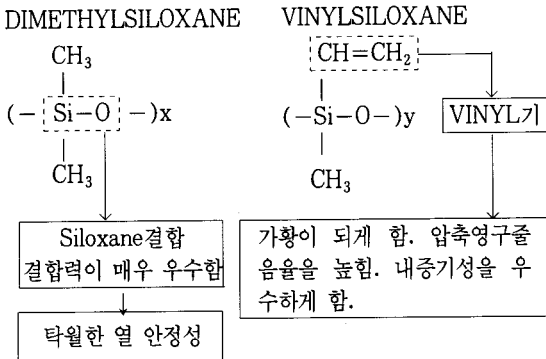 DIMETHYLSILOXANE
CH3
(-Si-O-)x
CH3
Siloxane결합
결합력이 매우 우수함
탁월한 열 안정성
VINYLSILOXANE
CH=CH2
(-Si-O-)y
CH3
VINYL기
가황이 되게 함. 압축영구줄
음율을 높힘. 내증기성을 우
수하게 함.